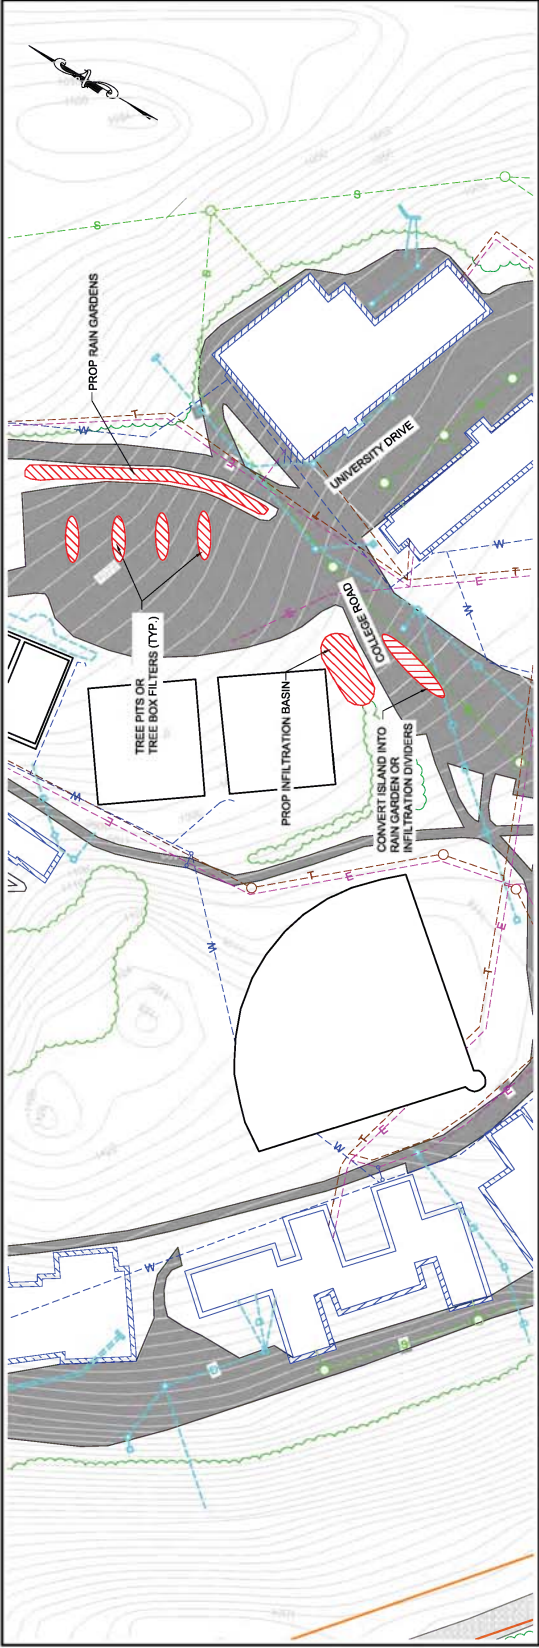 S
S
S
PROP RAIN GARDENS
T
W
UNIVERSITY DRIVE
T
W
T
E
W
COLLEGE ROAD
TREE PITS OR
TREE BOX FILTERS (TYP.)
PROP INFILTRATION BASIN
CONVERT ISLAND INTO
RAIN GARDEN OR
INFILTRATION DIVIDERS
W
E
T
E
W
E
T
E
W
T
E
W
D
D
S